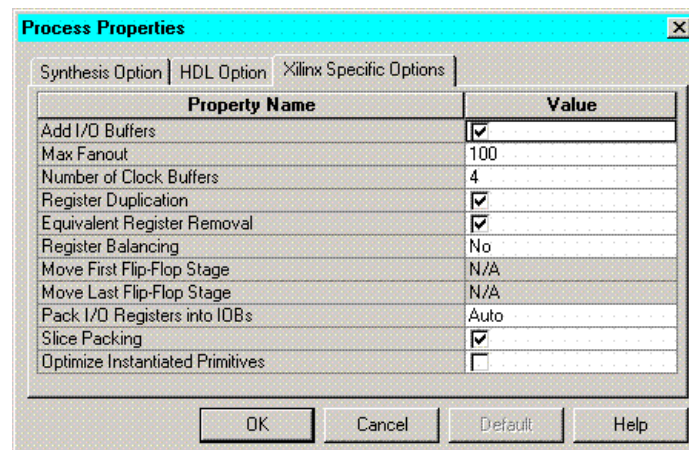 Process Properties
Synthesis Option HDL Option Xilinx Specific Options
Property Name Value
Add I/O Buffers
Max Fanout 100
Number of Clock Buffers 4
Register Duplication
Equivalent Register Removal
Register Balancing No
Move First Flip-Flop Stage N/A
Move Last Flip-Flop Stage N/A
Pack I/O Registers into IOBs Auto
Slice Packing
Optimize Instantiated Primitives
OK Cancel Default Help